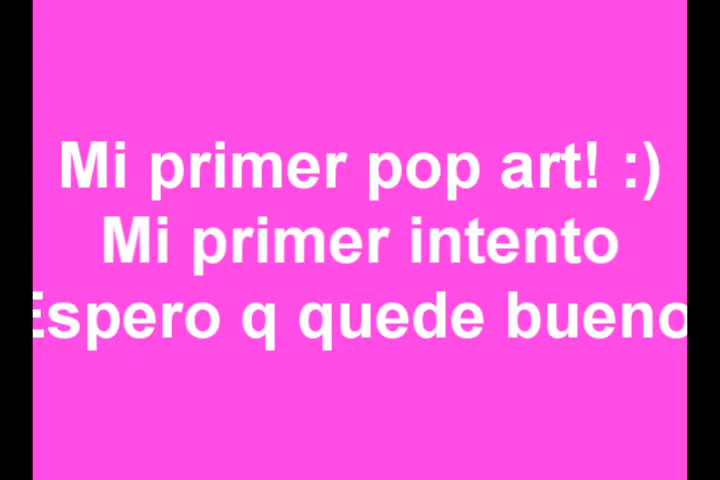 Mi primer pop art! :)
Mi primer intento
Espero q quede bueno